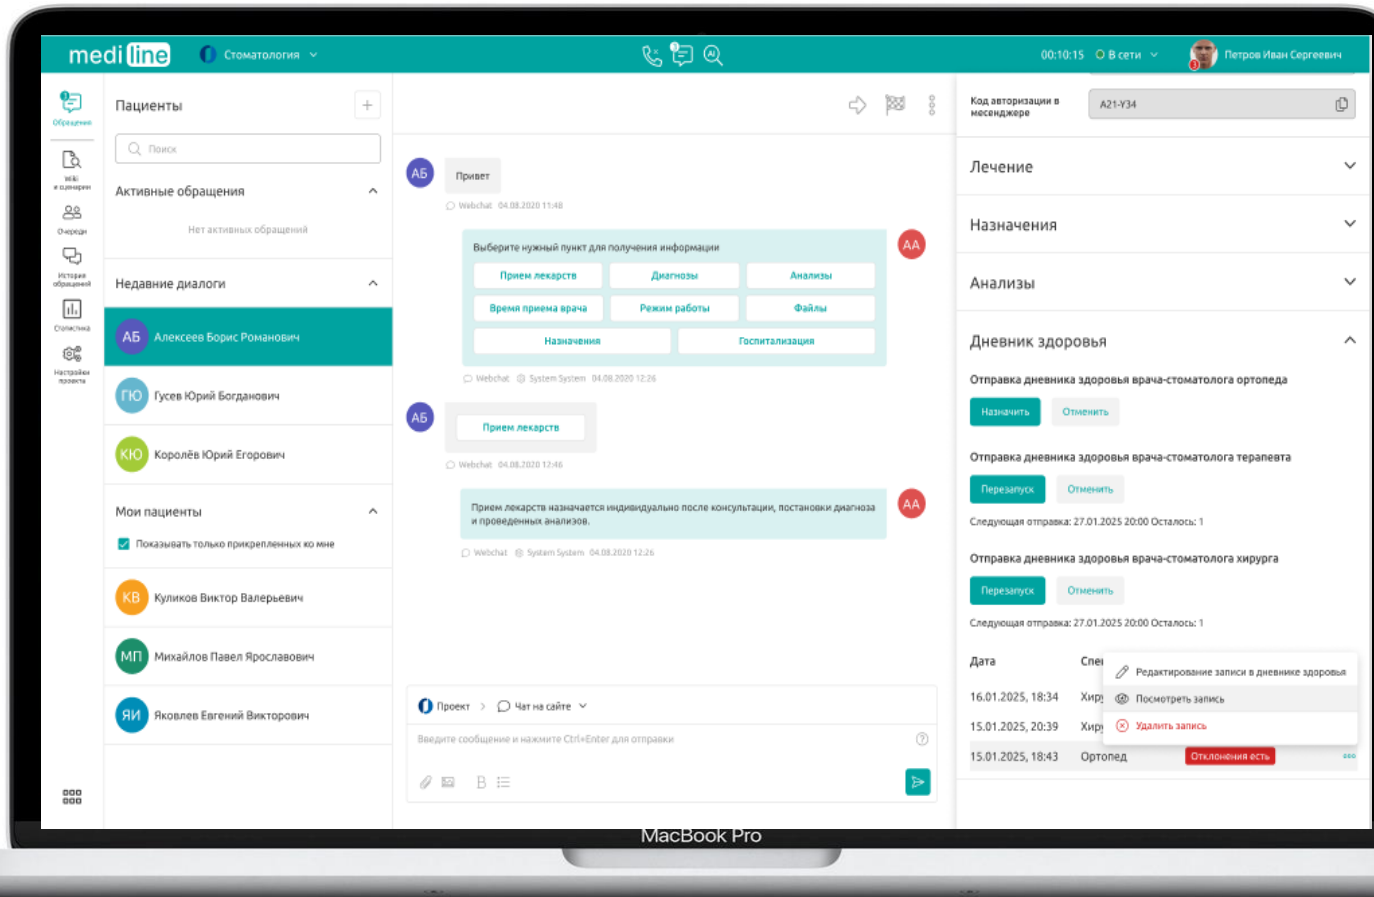 mediline
Стоматология
3
AI
00:10:15
В сети
3
Петров Иван Сергеевич
3
Обращения
Wiki
и сценарии
Очереди
История
обращений
Статистика
Настройки
проекта
Пациенты
Поиск
Активные обращения
Нет активных обращений
Недавние диалоги
АБ Алексеев Борис Романович
ГЮ Гусев Юрий Богданович
КЮ Королёв Юрий Егорович
Мои пациенты
Показывать только прикрепленных ко мне
КВ Куликов Виктор Валерьевич
МП Михайлов Павел Ярославович
ЯИ Яковлев Евгений Викторович
АБ Привет
Webchat 04.08.2020 11:48
АА
Выберите нужный пункт для получения информации
Прием лекарств Диагнозы Анализы
Время приема врача Режим работы Файлы
Назначения Госпитализация
Webchat System System 04.08.2020 12:26
АБ Прием лекарств
Webchat 04.08.2020 12:46
АА
Прием лекарств назначается индивидуально после консультации, постановки диагноза
и проведенных анализов.
Webchat System System 04.08.2020 12:26
Проект > Чат на сайте
Введите сообщение и нажмите Ctrl+Enter для отправки
B
Код авторизации в
месенджере
A21-Y34
Лечение
Назначения
Анализы
Дневник здоровья
Отправка дневника здоровья врача-стоматолога ортопеда
Назначить Отменить
Отправка дневника здоровья врача-стоматолога терапевта
Перезапуск Отменить
Следующая отправка: 27.01.2025 20:00 Осталось: 1
Отправка дневника здоровья врача-стоматолога хирурга
Перезапуск Отменить
Следующая отправка: 27.01.2025 20:00 Осталось: 1
Дата
Редактирование записи в дневнике здоровья
16.01.2025, 18:34 Посмотреть запись
15.01.2025, 20:39 Удалить запись
15.01.2025, 18:43 Ортопед Отклонения есть
MacBook Pro